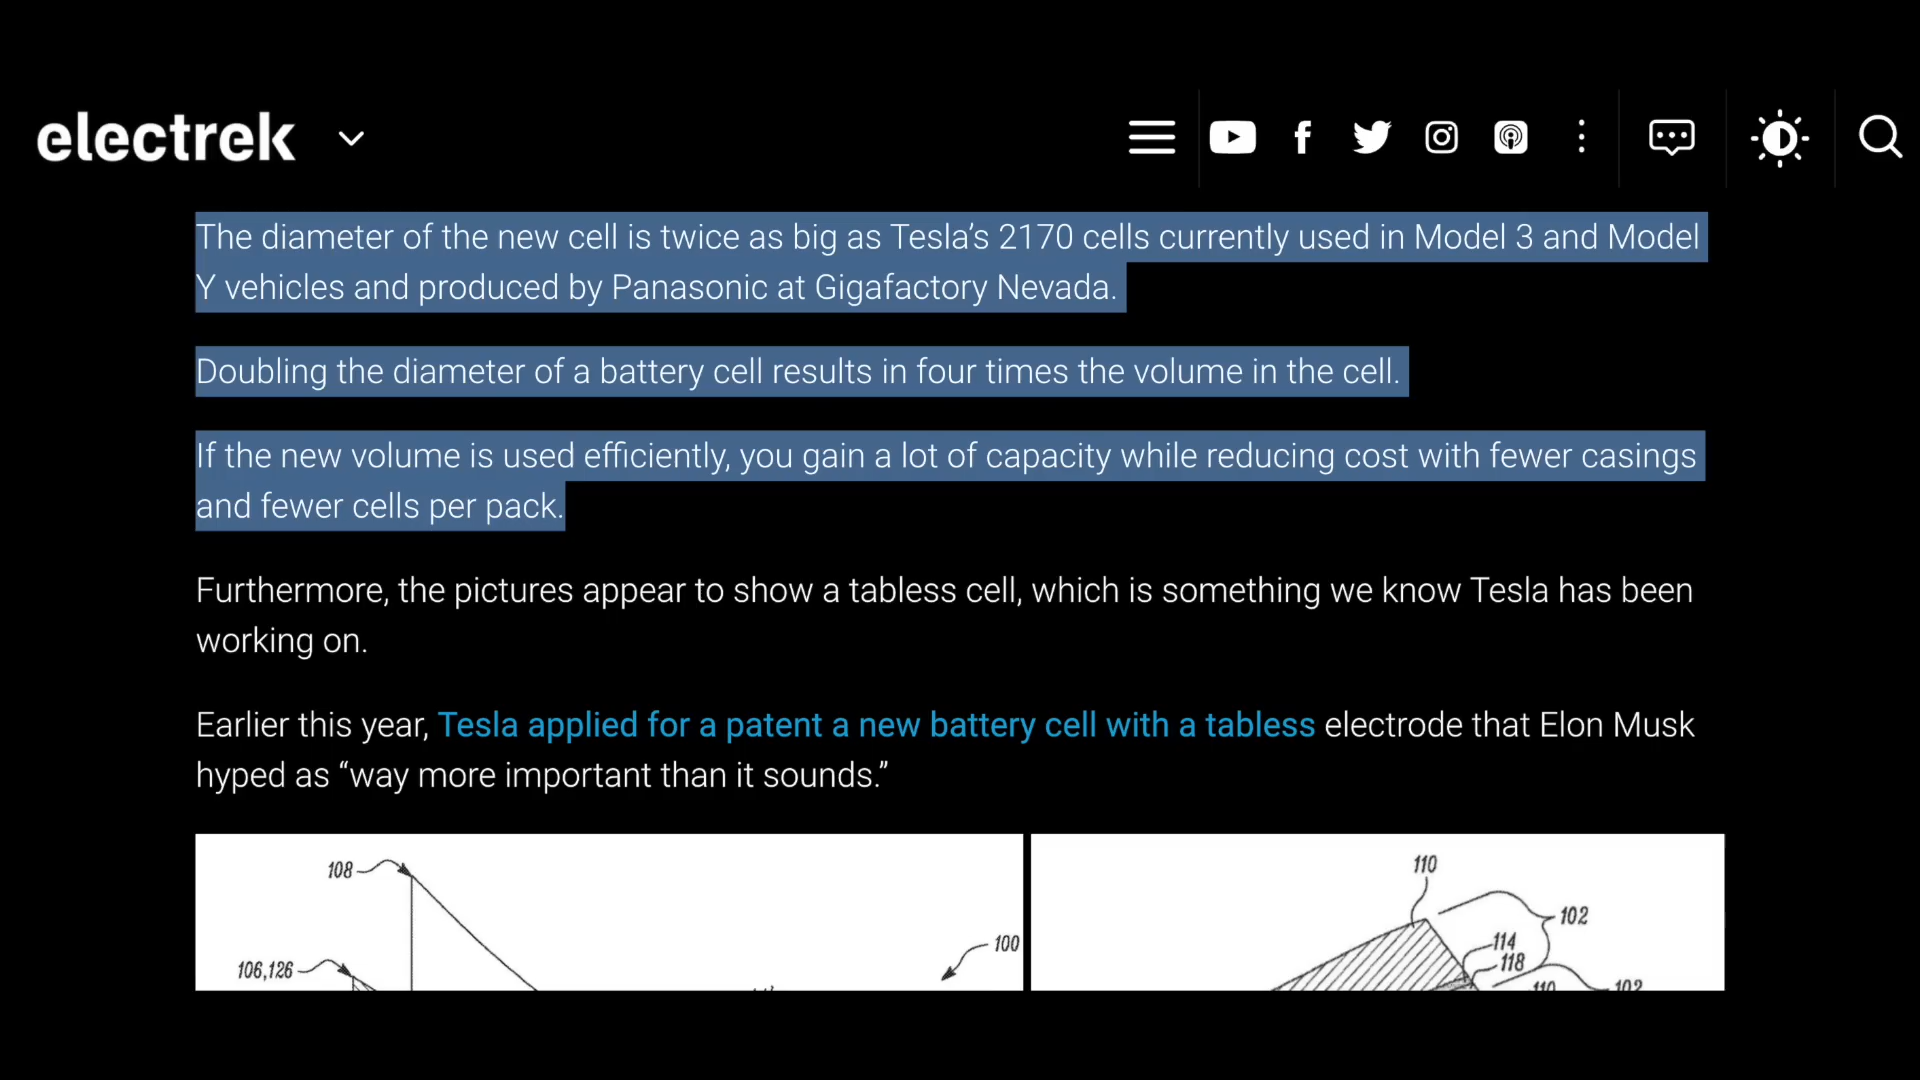 electrek
The diameter of the new cell is twice as big as Tesla’s 2170 cells currently used in Model 3 and Model
Y vehicles and produced by Panasonic at Gigafactory Nevada.
Doubling the diameter of a battery cell results in four times the volume in the cell.
If the new volume is used efficiently, you gain a lot of capacity while reducing cost with fewer casings
and fewer cells per pack.
Furthermore, the pictures appear to show a tabless cell, which is something we know Tesla has been
working on.
Earlier this year, Tesla applied for a patent a new battery cell with a tabless electrode that Elon Musk
hyped as “way more important than it sounds.”
108
100
106,126
110
102
114
118
110
102